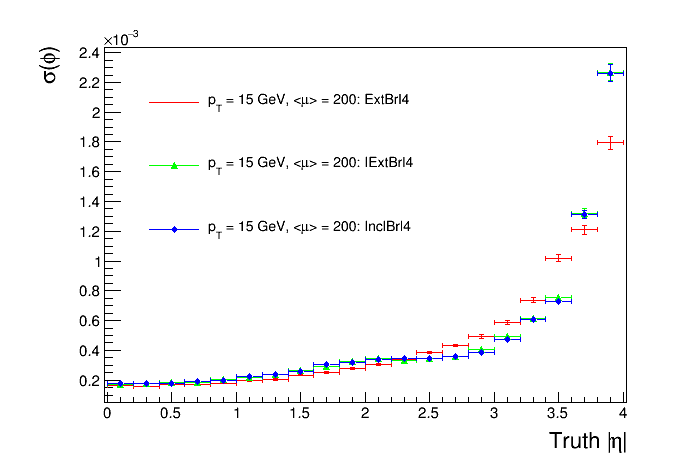 ×10⁻³
σ(ϕ)
2.4
2.2
2
1.8
1.6
1.4
1.2
1
0.8
0.6
0.4
0.2
p_T = 15 GeV, <μ> = 200: ExtBrl4
p_T = 15 GeV, <μ> = 200: IExtBrl4
p_T = 15 GeV, <μ> = 200: InclBrl4
0 0.5 1 1.5 2 2.5 3 3.5 4
Truth |η|